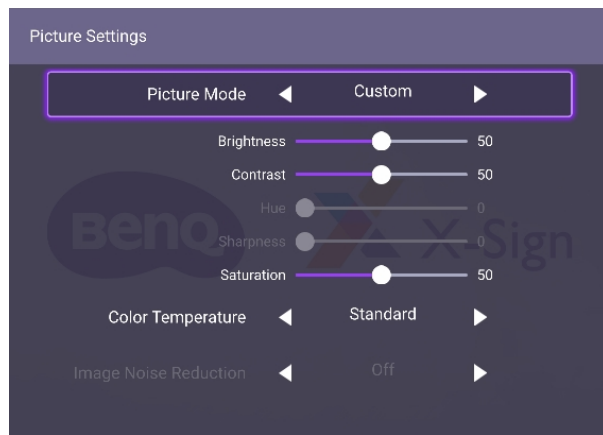 Picture Settings
Picture Mode Custom
Brightness 50
Contrast 50
Hue 0
BenQ X-Sign
Sharpness 0
Saturation 50
Color Temperature Standard
Image Noise Reduction Off